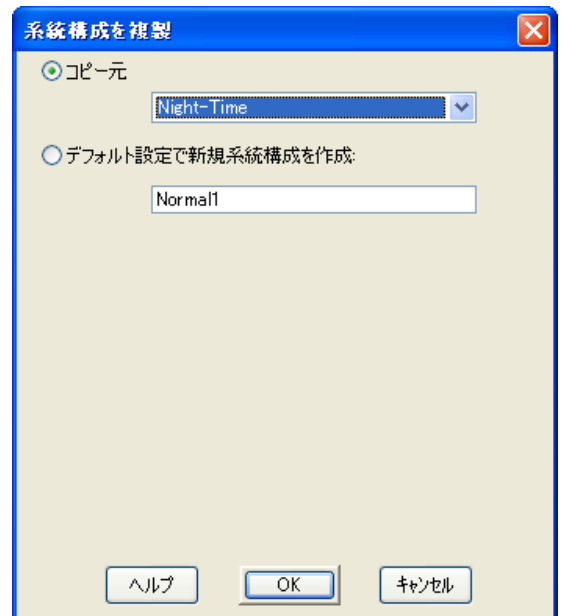 系統構成を複製
コピー元
Night-Time
デフォルト設定で新規系統構成を作成:
Normal1
ヘルプ
OK
キャンセル